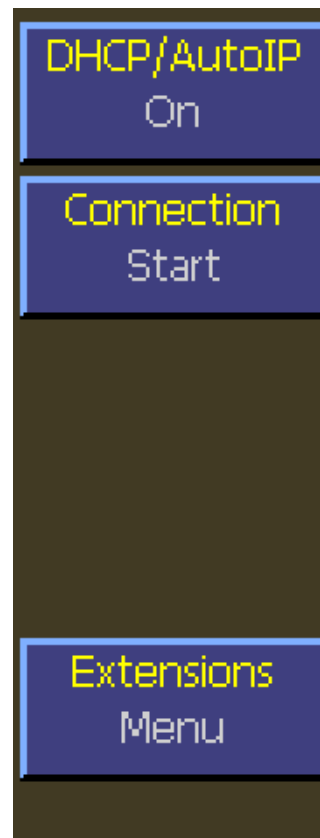 DHCP/AutoIP
On
Connection
Start
Extensions
Menu